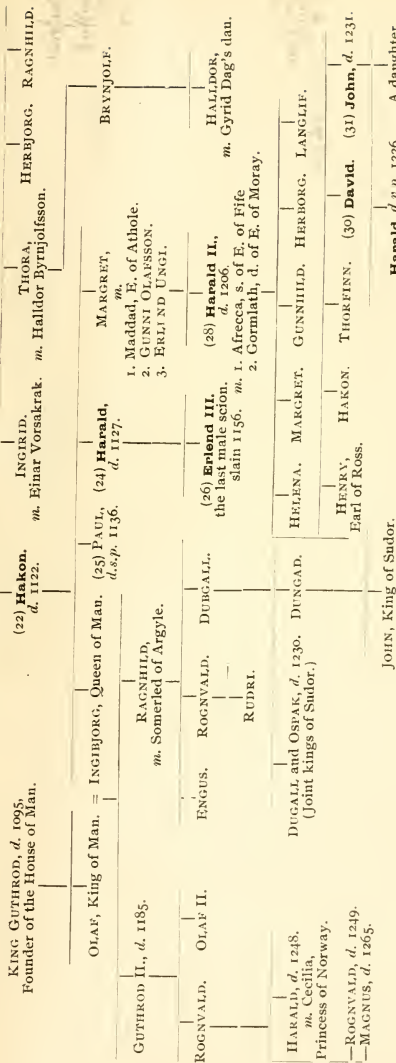 KING GUTHROD, d. 1095,
Founder of the House of Man.
(22) Hakon.
d. 1122.
INGIRID.
m. Einar Vorsakrak.
THORA,
m. Halldor Byrnjolfsson.
HERBJORG.
RAGNHILD.
OLAF, King of Man. = INGIBJORG, Queen of Man.
(25) PAUL,
d.s.p. 1136.
(24) Harald,
d. 1127.
MARGRET,
m.
1. Maddad, E. of Athole.
2. GUNNI OLAFSSON.
3. ERLIND UNGI.
BRYNJOLF.
GUTHROD II., d. 1185.
RAGNHILD,
m. Somerled of Argyle.
ROGNVALD.
OLAF II.
ENGUS.
ROGNVALD.
DUBGALL.
RUDRI.
(26) Erlend III.
the last male scion.
slain 1156.
(28) Harald II.,
d. 1206.
m. 1. Afrecca, s. of E. of Fife
2. Gormlath, d. of E. of Moray.
HALLDOR,
m. Gyrid Dag's dau.
HARALD, d. 1248.
m. Cecilia,
Princess of Norway.
—ROGNVALD, d. 1249.
—MAGNUS, d. 1265.
DUGALL and OSPAK, d. 1230.
(Joint kings of Sudor.)
DUNGAD.
HELENA.
MARGRET.
GUNNHILD.
HERBORG.
LANGLIF.
HENRY,
Earl of Ross.
HAKON.
THORFINN.
(30) David.
(31) John, d. 1231.
JOHN, King of Sudor.
Harald, d.v.p. 1226.
A daughter